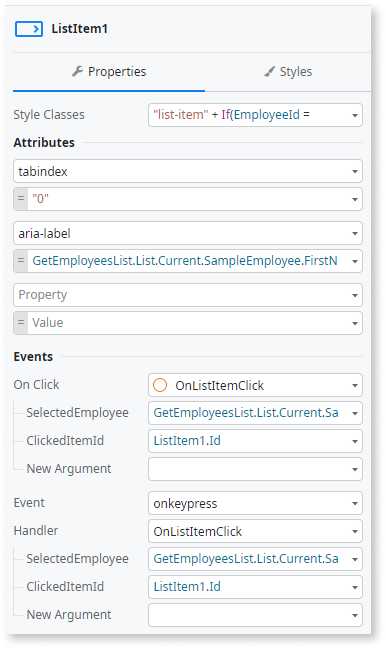 ListItem1
Properties
Styles
Style Classes "list-item" + If(EmployeeId =
Attributes
tabindex
= "0"
aria-label
= GetEmployeesList.List.Current.SampleEmployee.FirstN
Property
= Value
Events
On Click OnListItemClick
SelectedEmployee GetEmployeesList.List.Current.Sa
ClickedItemId ListItem1.Id
New Argument
Event onkeypress
Handler OnListItemClick
SelectedEmployee GetEmployeesList.List.Current.Sa
ClickedItemId ListItem1.Id
New Argument